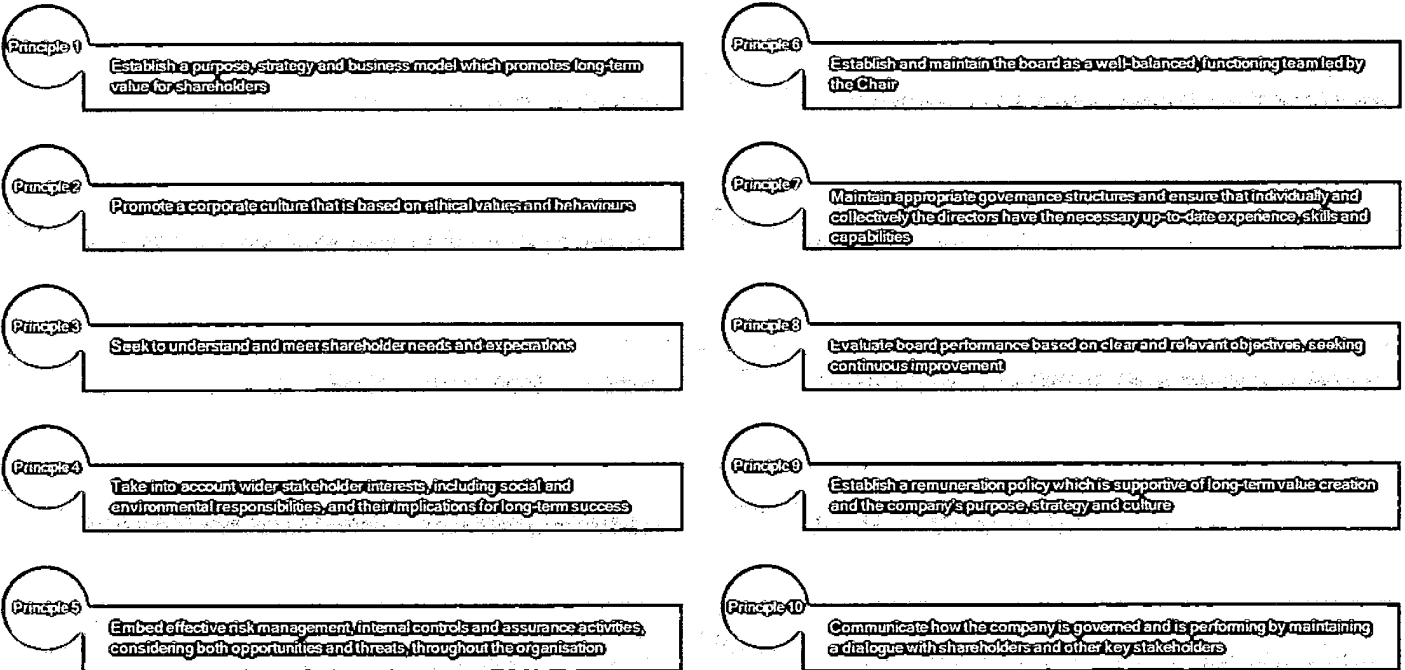 Principle 1
Establish a purpose, strategy and business model which promotes long-term
value for shareholders
Principle 2
Promote a corporate culture that is based on ethical values and behaviours
Principle 3
Seek to understand and meet shareholder needs and expectations
Principle 4
Take into account wider stakeholder interests, including social and
environmental responsibilities, and their implications for long-term success
Principle 5
Embed effective risk management, internal controls and assurance activities,
considering both opportunities and threats, throughout the organisation
Principle 6
Establish and maintain the board as a well-balanced, functioning team led by
the Chair
Principle 7
Maintain appropriate governance structures and ensure that individually and
collectively the directors have the necessary up-to-date experience, skills and
capabilities
Principle 8
Evaluate board performance based on clear and relevant objectives, seeking
continuous improvement
Principle 9
Establish a remuneration policy which is supportive of long-term value creation
and the company's purpose, strategy and culture
Principle 10
Communicate how the company is governed and is performing by maintaining
a dialogue with shareholders and other key stakeholders